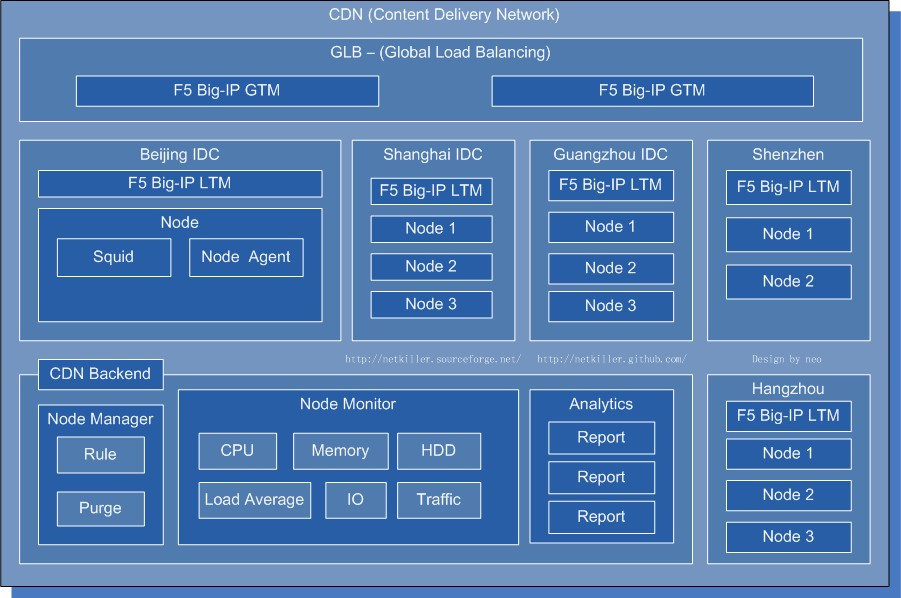 CDN (Content Delivery Network)
GLB – (Global Load Balancing)
F5 Big-IP GTM
F5 Big-IP GTM
Beijing IDC
F5 Big-IP LTM
Node
Squid
Node Agent
Shanghai IDC
F5 Big-IP LTM
Node 1
Node 2
Node 3
Guangzhou IDC
F5 Big-IP LTM
Node 1
Node 2
Node 3
Shenzhen
F5 Big-IP LTM
Node 1
Node 2
http://netkiller.sourceforge.net/
http://netkiller.github.com/
Design by neo
CDN Backend
Node Manager
Rule
Purge
Node Monitor
CPU
Memory
HDD
Load Average
IO
Traffic
Analytics
Report
Report
Report
Hangzhou
F5 Big-IP LTM
Node 1
Node 2
Node 3